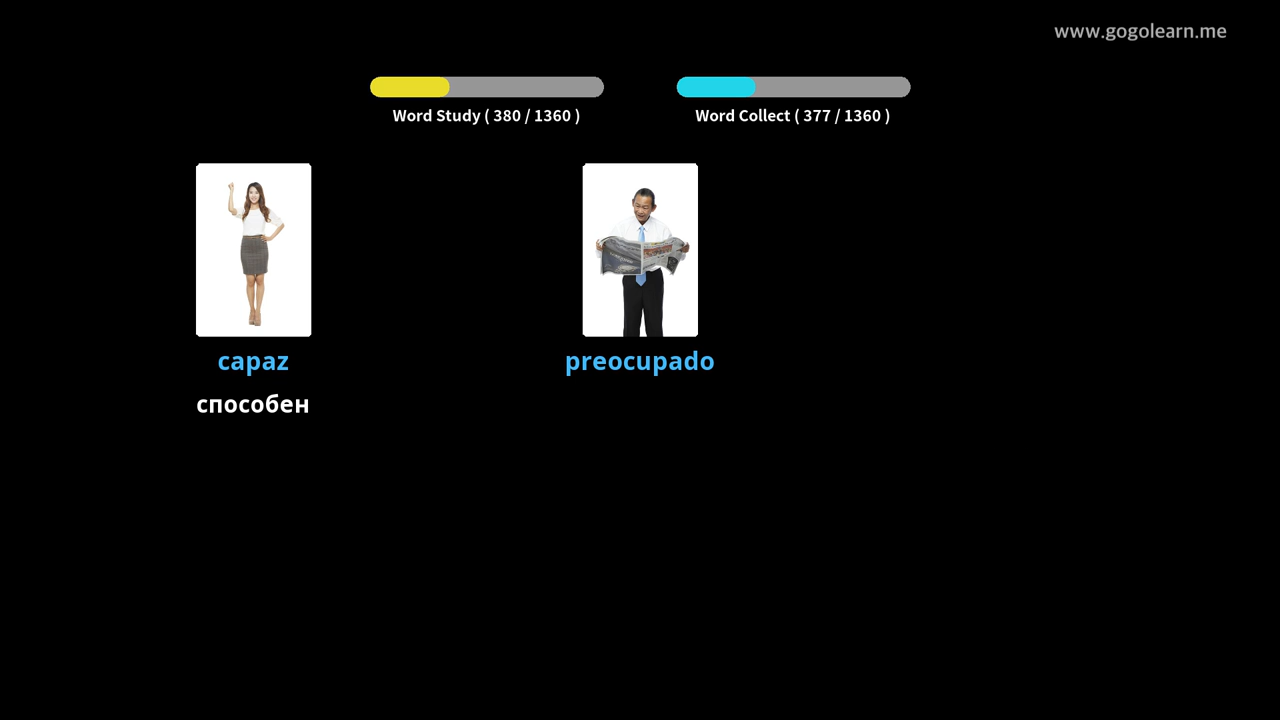 www.gogolearn.me
Word Study ( 380 / 1360 )
Word Collect ( 377 / 1360 )
capaz
preocupado
способен